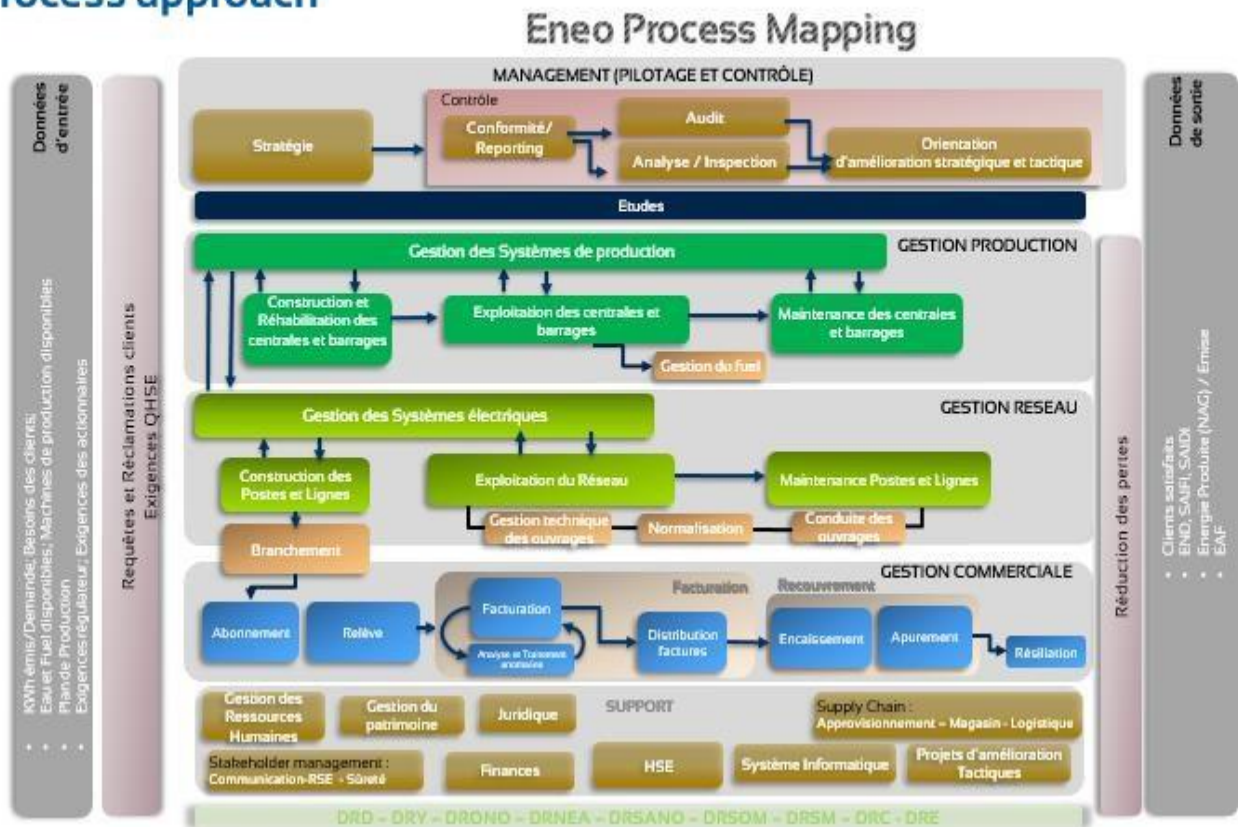 rocess approach
Eneo Process Mapping
Données
d'entrée
KWh émis/Demande; Besoins des clients;
Eau et Fuel disponibles; Machines de production disponibles
Plan de Production
Exigences régulateur; Exigences des actionnaires
Requêtes et Réclamations clients
Exigences QHSE
MANAGEMENT (PILOTAGE ET CONTRÔLE)
Stratégie
Contrôle
Conformité/
Reporting
Audit
Analyse / Inspection
Orientation
d'amélioration stratégique et tactique
Etudes
GESTION PRODUCTION
Gestion des Systèmes de production
Construction et
Réhabilitation des
centrales et barrages
Exploitation des centrales et
barrages
Maintenance des centrales
et barrages
Gestion du fuel
GESTION RESEAU
Gestion des Systèmes électriques
Construction des
Postes et Lignes
Exploitation du Réseau
Maintenance Postes et Lignes
Gestion technique
des ouvrages
Normalisation
Conduite des
ouvrages
Branchement
GESTION COMMERCIALE
Facturation
Recouvrement
Abonnement
Relève
Facturation
Analyse et Traitement
anomalies
Distribution
factures
Encaissement
Apurement
Résiliation
SUPPORT
Gestion des
Ressources
Humaines
Gestion du
patrimoine
Juridique
Supply Chain :
Approvisionnement – Magasin - Logistique
Stakeholder management :
Communication-RSE - Sûreté
Finances
HSE
Système Informatique
Projets d'amélioration
Tactiques
DRD – DRY – DRONO – DRNEA – DRSANO – DRSOM – DRSM – DRC - DRE
Réduction des pertes
Données
de sortie
Clients satisfaits
END, SAIFI, SAIDI
Energie Produite (NAG) / Emise
EAF